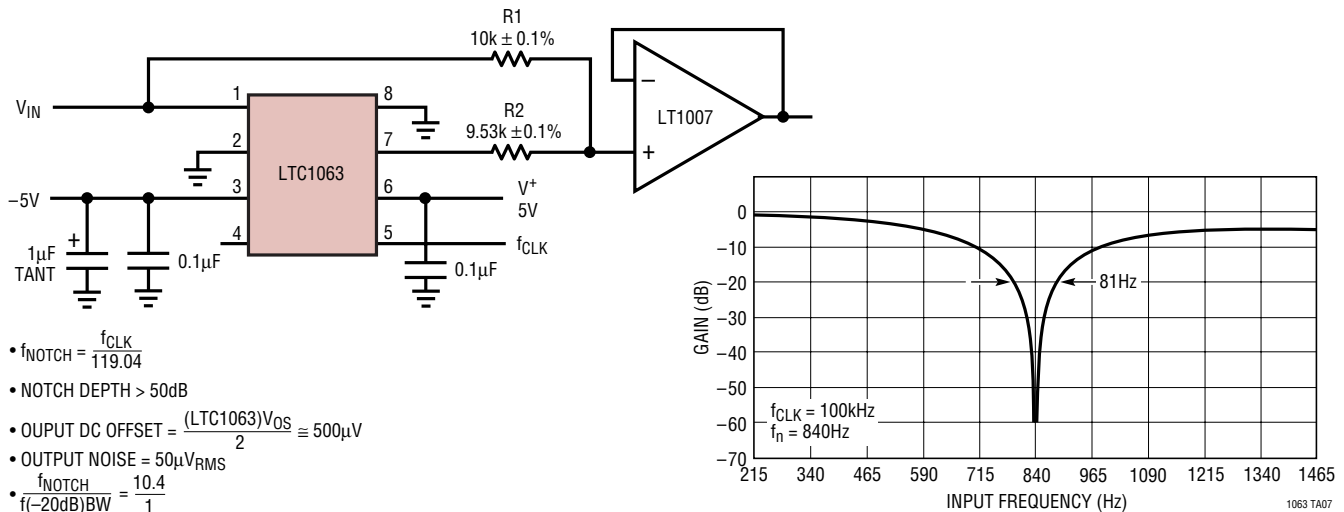 R1
10k ± 0.1%
V_IN
1
8
R2
9.53k ±0.1%
LT1007
−
+
2
7
LTC1063
−5V
3
6
V⁺
5V
4
5
f_CLK
+
1µF
TANT
0.1µF
0.1µF
• f_NOTCH = f_CLK / 119.04
• NOTCH DEPTH > 50dB
• OUPUT DC OFFSET = (LTC1063)V_OS / 2 ≅ 500µV
• OUTPUT NOISE = 50µV_RMS
• f_NOTCH / f(−20dB)BW = 10.4 / 1
GAIN (dB)
0
−10
−20
−30
−40
−50
−60
−70
81Hz
f_CLK = 100kHz
f_n = 840Hz
215 340 465 590 715 840 965 1090 1215 1340 1465
INPUT FREQUENCY (Hz)
1063 TA07